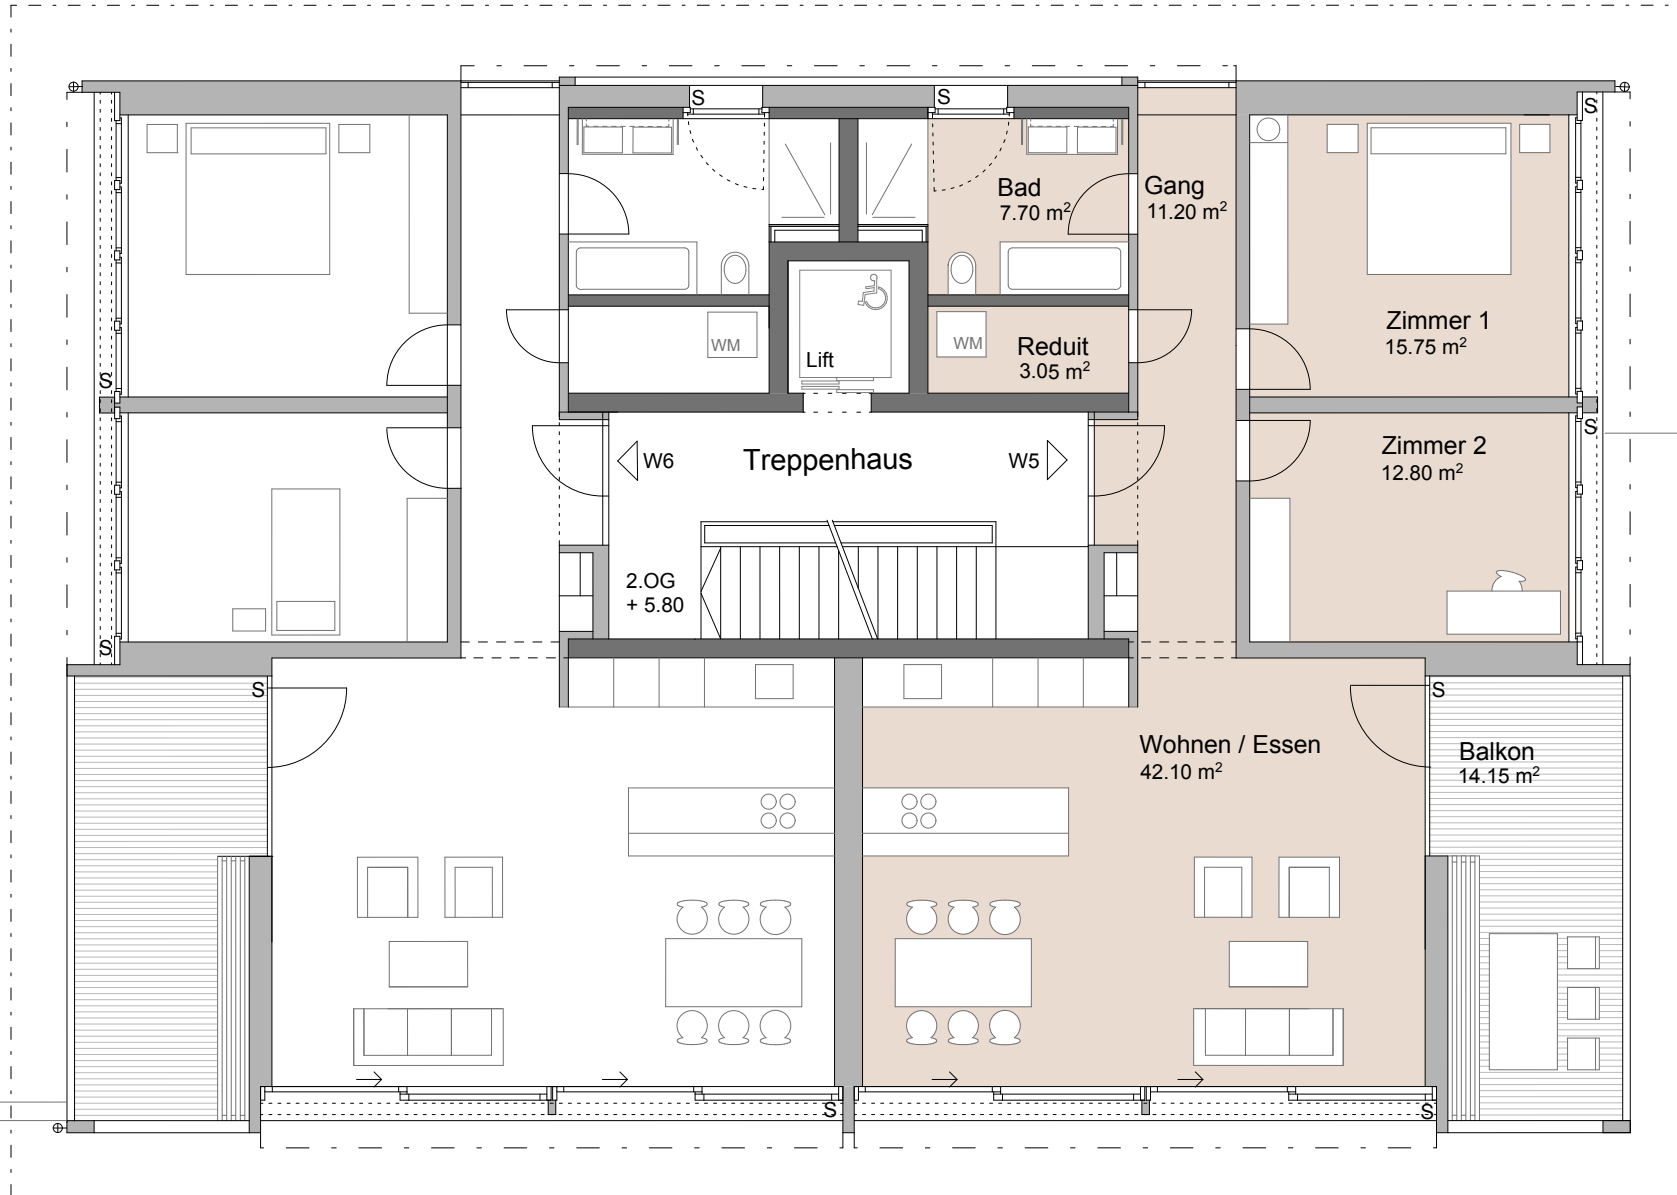 S
S
S
Bad
7.70 m²
Gang
11.20 m²
Zimmer 1
15.75 m²
WM
Lift
WM
Reduit
3.05 m²
S
S
Zimmer 2
12.80 m²
W6
Treppenhaus
W5
2.OG
+ 5.80
S
S
S
Wohnen / Essen
42.10 m²
Balkon
14.15 m²
S
S